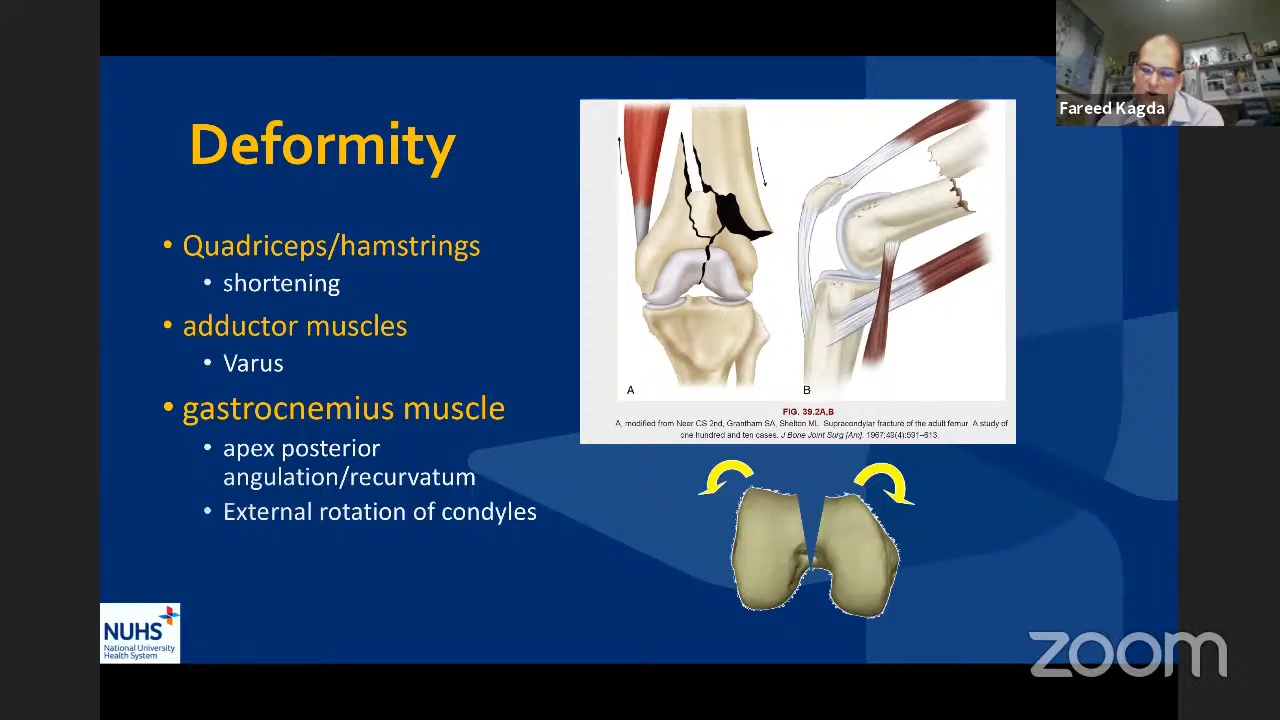 Fareed Kagda
Deformity
• Quadriceps/hamstrings
• shortening
• adductor muscles
• Varus
• gastrocnemius muscle
• apex posterior
angulation/recurvatum
• External rotation of condyles
A
B
FIG. 39.2A,B
A, modified from Neer CS 2nd, Grantham SA, Shelton ML. Supracondylar fracture of the adult femur. A study of
one hundred and ten cases. J Bone Joint Surg [Am]. 1967;49(4):591–613.
NUHS
National University
Health System
zoom